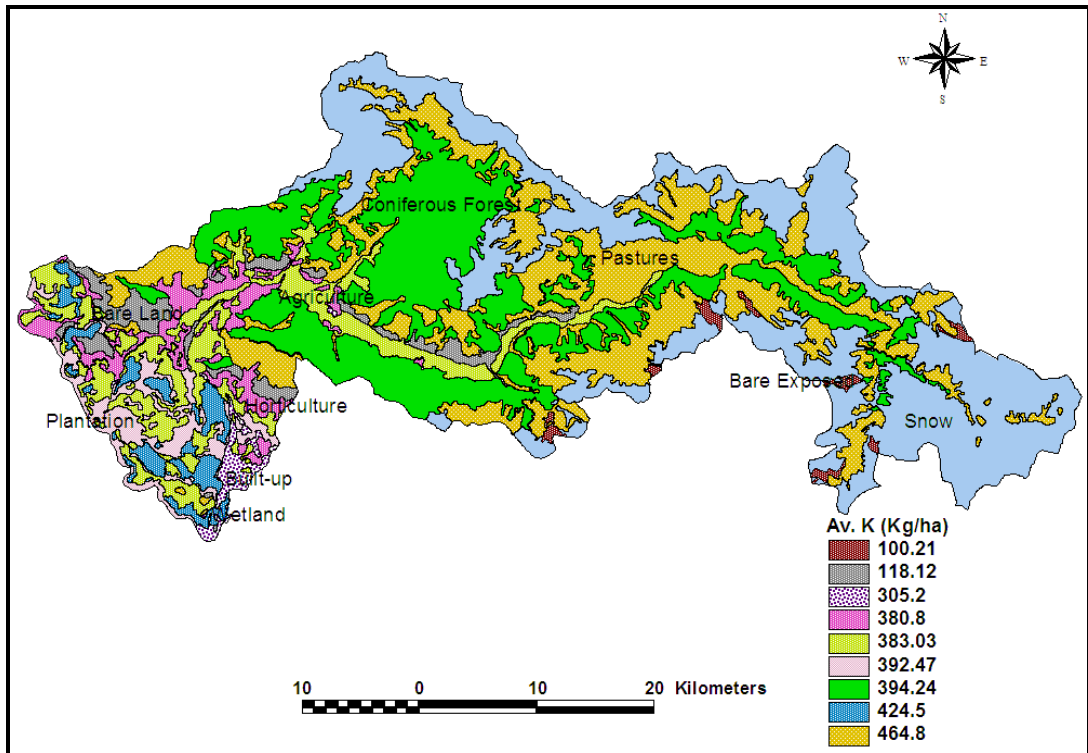 N
W E
S
Coniferous Forest
Pastures
Agriculture
Bare Land
Bare Exposed
Horticulture
Plantation
Snow
Built-up
Wetland
Av. K (Kg/ha)
100.21
118.12
305.2
380.8
383.03
392.47
394.24
424.5
464.8
10 0 10 20 Kilometers